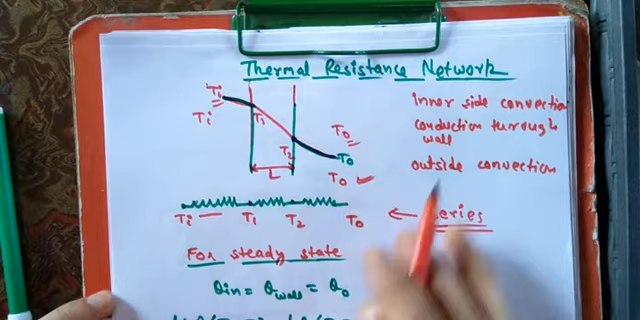 Thermal Resistance Network
Ti
Ti
T1
T2
To
To
To
L
inner side convection
conduction through
wall
outside convection
Ti
T1
T2
To
series
For steady state
Qin = Qwall = Qo